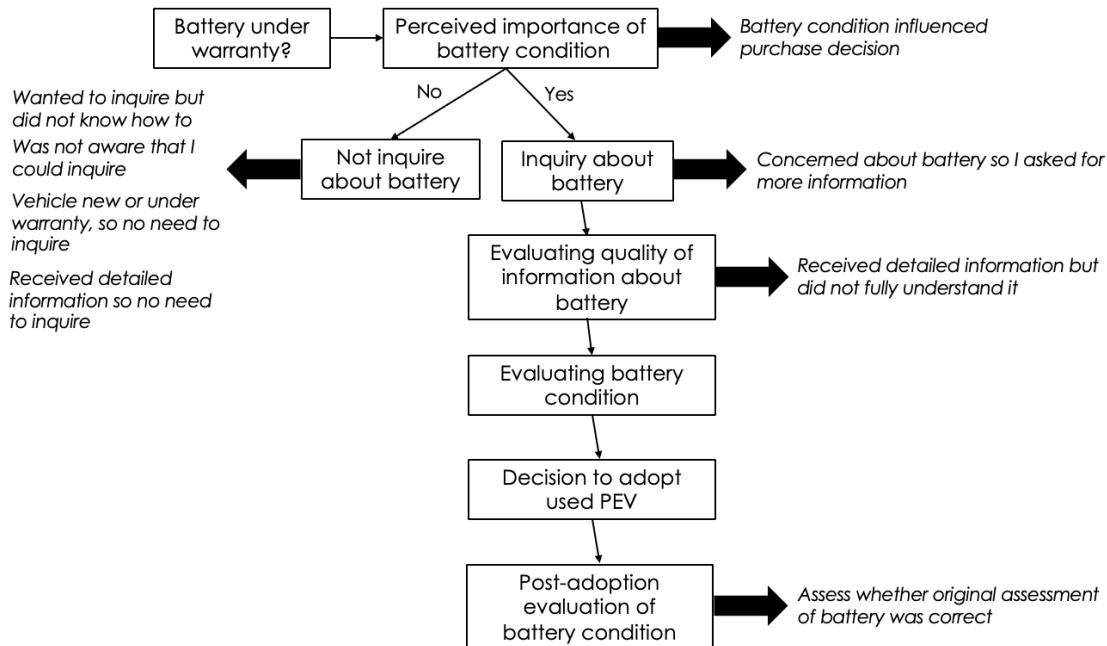 Battery under
warranty?
Perceived importance of
battery condition
Battery condition influenced
purchase decision
No
Yes
Wanted to inquire but
did not know how to
Was not aware that I
could inquire
Vehicle new or under
warranty, so no need to
inquire
Received detailed
information so no need
to inquire
Not inquire
about battery
Inquiry about
battery
Concerned about battery so I asked for
more information
Evaluating quality of
information about
battery
Received detailed information but
did not fully understand it
Evaluating battery
condition
Decision to adopt
used PEV
Post-adoption
evaluation of
battery condition
Assess whether original assessment
of battery was correct